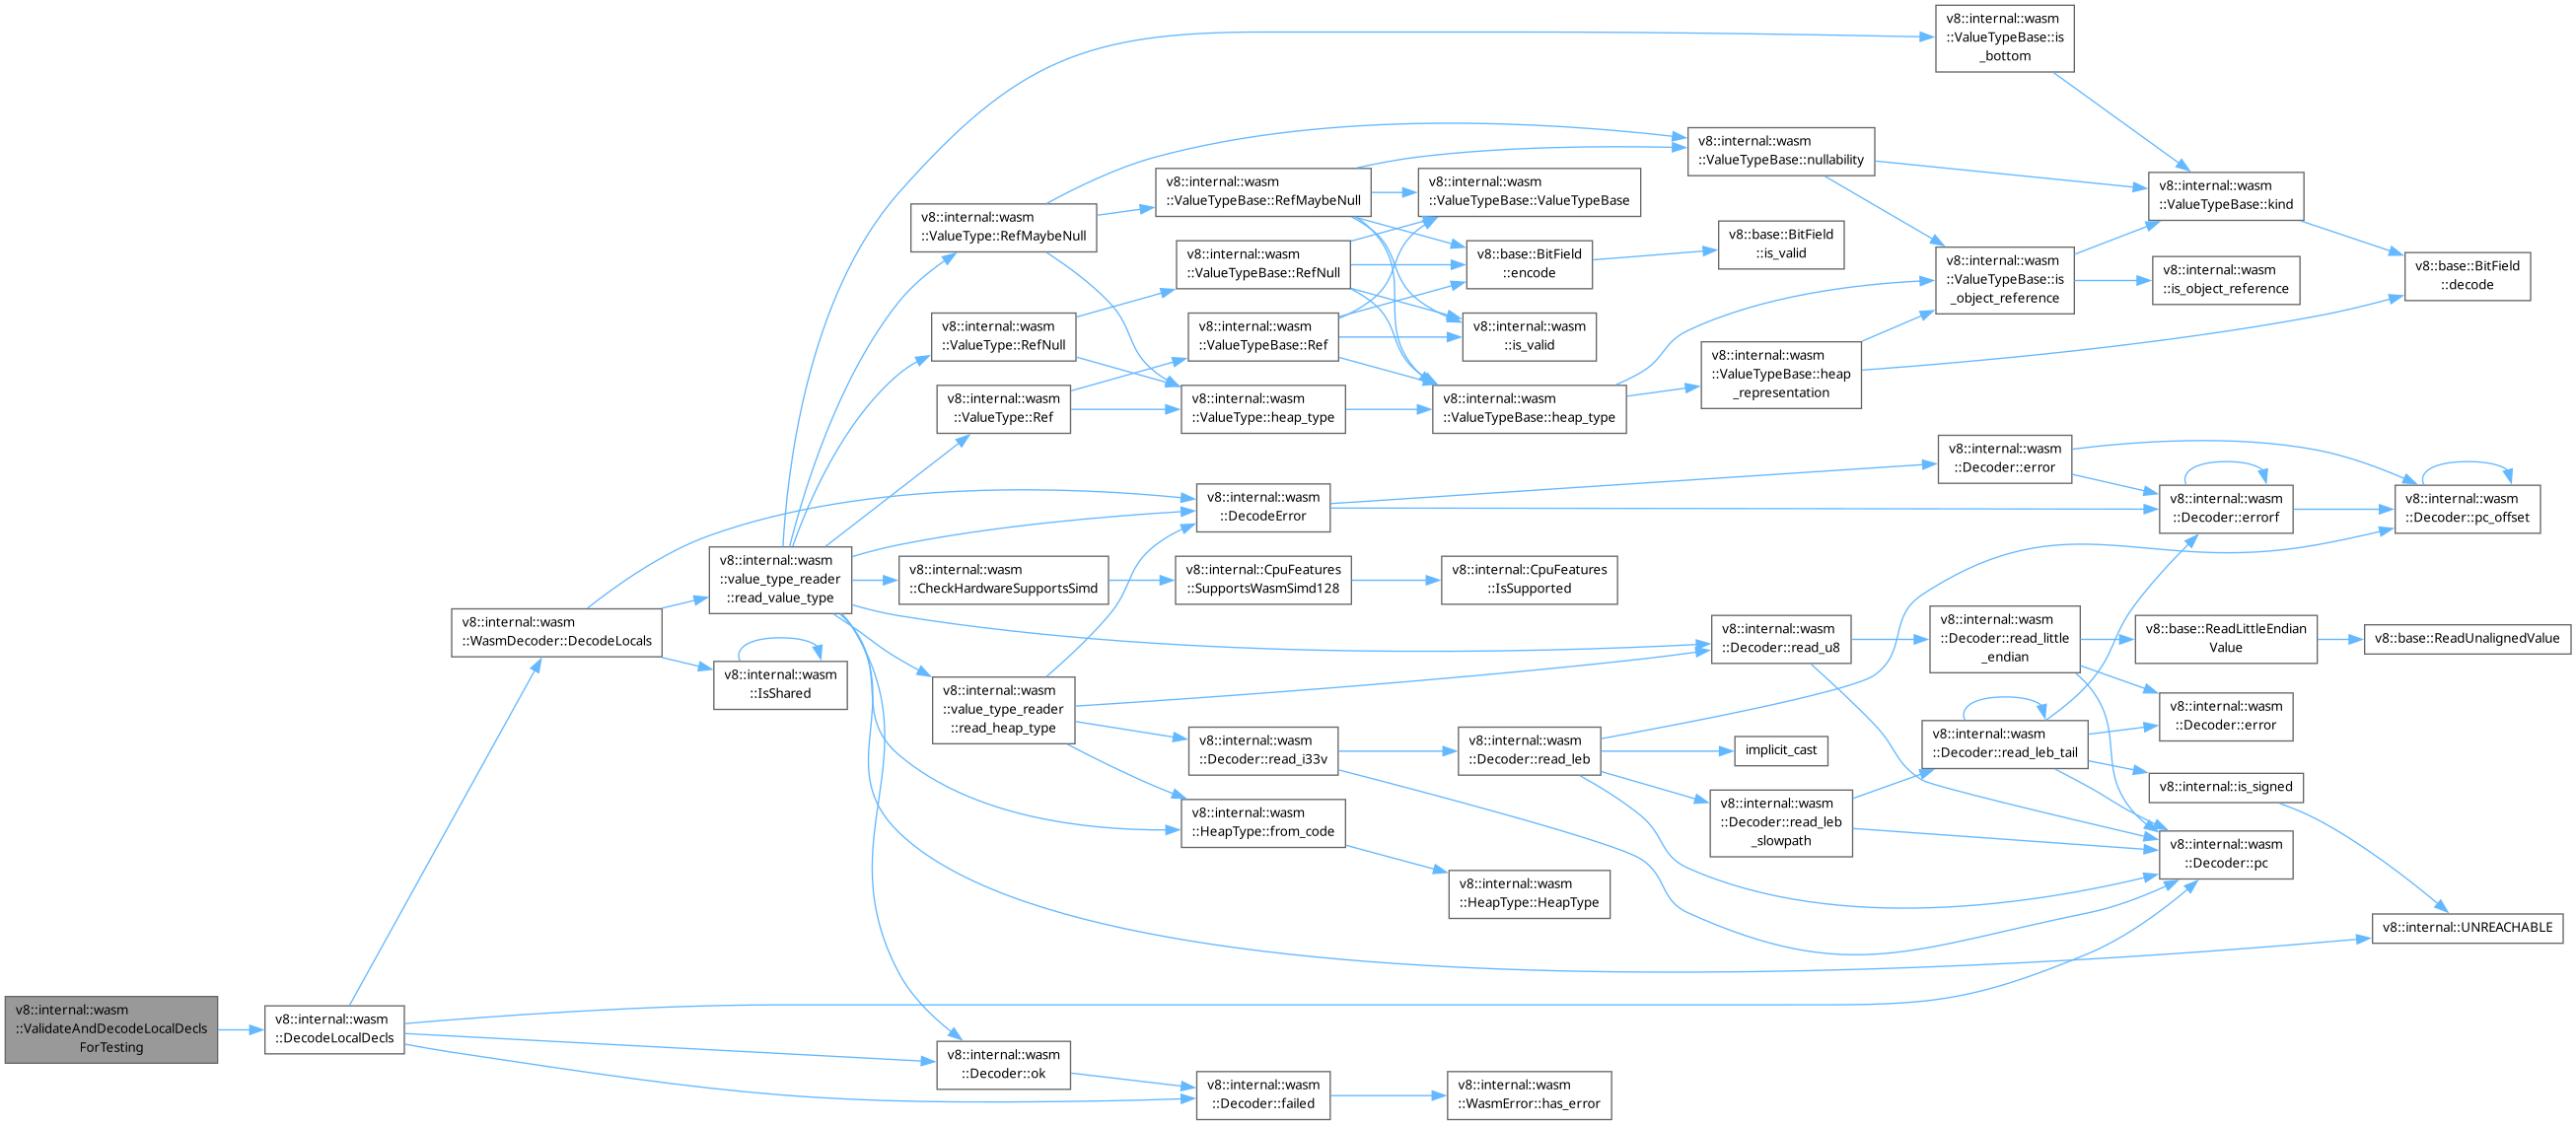 v8::internal::wasm
::ValidateAndDecodeLocalDecls
ForTesting
v8::internal::wasm
::DecodeLocalDecls
v8::internal::wasm
::WasmDecoder::DecodeLocals
v8::internal::wasm
::value_type_reader
::read_value_type
v8::internal::wasm
::IsShared
v8::internal::wasm
::ValueType::RefMaybeNull
v8::internal::wasm
::ValueType::RefNull
v8::internal::wasm
::ValueType::Ref
v8::internal::wasm
::CheckHardwareSupportsSimd
v8::internal::wasm
::value_type_reader
::read_heap_type
v8::internal::wasm
::Decoder::ok
v8::internal::wasm
::ValueTypeBase::RefMaybeNull
v8::internal::wasm
::ValueTypeBase::RefNull
v8::internal::wasm
::ValueTypeBase::Ref
v8::internal::wasm
::ValueType::heap_type
v8::internal::wasm
::DecodeError
v8::internal::CpuFeatures
::SupportsWasmSimd128
v8::internal::wasm
::Decoder::read_i33v
v8::internal::wasm
::HeapType::from_code
v8::internal::wasm
::Decoder::failed
v8::internal::wasm
::ValueTypeBase::ValueTypeBase
v8::base::BitField
::encode
v8::internal::wasm
::is_valid
v8::internal::wasm
::ValueTypeBase::heap_type
v8::internal::CpuFeatures
::IsSupported
v8::internal::wasm
::Decoder::read_leb
v8::internal::wasm
::HeapType::HeapType
v8::internal::wasm
::WasmError::has_error
v8::internal::wasm
::ValueTypeBase::nullability
v8::base::BitField
::is_valid
v8::internal::wasm
::ValueTypeBase::heap
_representation
v8::internal::wasm
::Decoder::read_u8
implicit_cast
v8::internal::wasm
::Decoder::read_leb
_slowpath
v8::internal::wasm
::ValueTypeBase::is
_bottom
v8::internal::wasm
::ValueTypeBase::is
_object_reference
v8::internal::wasm
::Decoder::error
v8::internal::wasm
::Decoder::read_little
_endian
v8::internal::wasm
::Decoder::read_leb_tail
v8::internal::wasm
::ValueTypeBase::kind
v8::internal::wasm
::is_object_reference
v8::internal::wasm
::Decoder::errorf
v8::base::ReadLittleEndian
Value
v8::internal::wasm
::Decoder::error
v8::internal::is_signed
v8::internal::wasm
::Decoder::pc
v8::base::BitField
::decode
v8::internal::wasm
::Decoder::pc_offset
v8::base::ReadUnalignedValue
v8::internal::UNREACHABLE